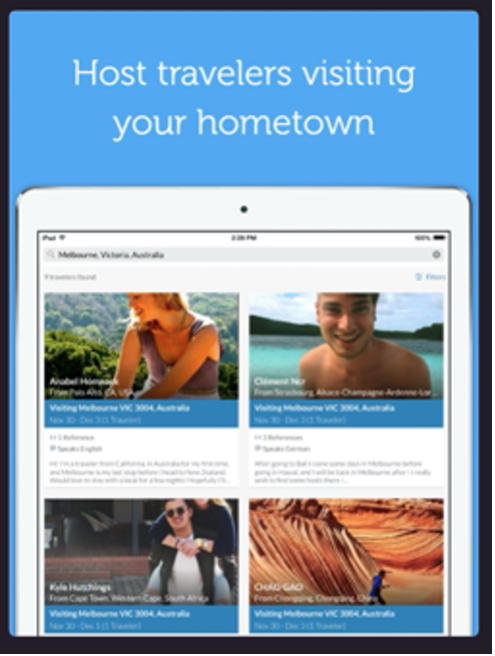 Host travelers visiting
your hometown
iPad
2:26 PM
100%
Melbourne, Victoria, Australia
9 travelers found
Filters
Anabel
From Palo Alto, CA, USA
Visiting Melbourne VIC 3004, Australia
Nov 30 - Dec 3 (1 Traveler)
1 Reference
Speaks English
Hi! I'm a traveler from California, in Australia for my first time,
and Melbourne is my last stop before I head to New Zealand.
Would love to stay with a local for a few nights! Hopefully I'll...
Clément Ncr
From Strasbourg, Alsace-Champagne-Ardenne-Lor...
Visiting Melbourne VIC 3004, Australia
Nov 30 - Dec 3 (1 Traveler)
3 References
Speaks German
After going to Bali I come some days in Melbourne before
going in Hawaii, and I will be back in Melbourne after! I really
wish to find some hosts there !...
Kyle Hutchings
From Cape Town, Western Cape, South Africa
Visiting Melbourne VIC 3004, Australia
Nov 30 - Dec 1 (1 Traveler)
CHAO GAO
From Chongqing, Chongqing, China
Visiting Melbourne VIC 3004, Australia
Nov 30 - Dec 3 (1 Traveler)